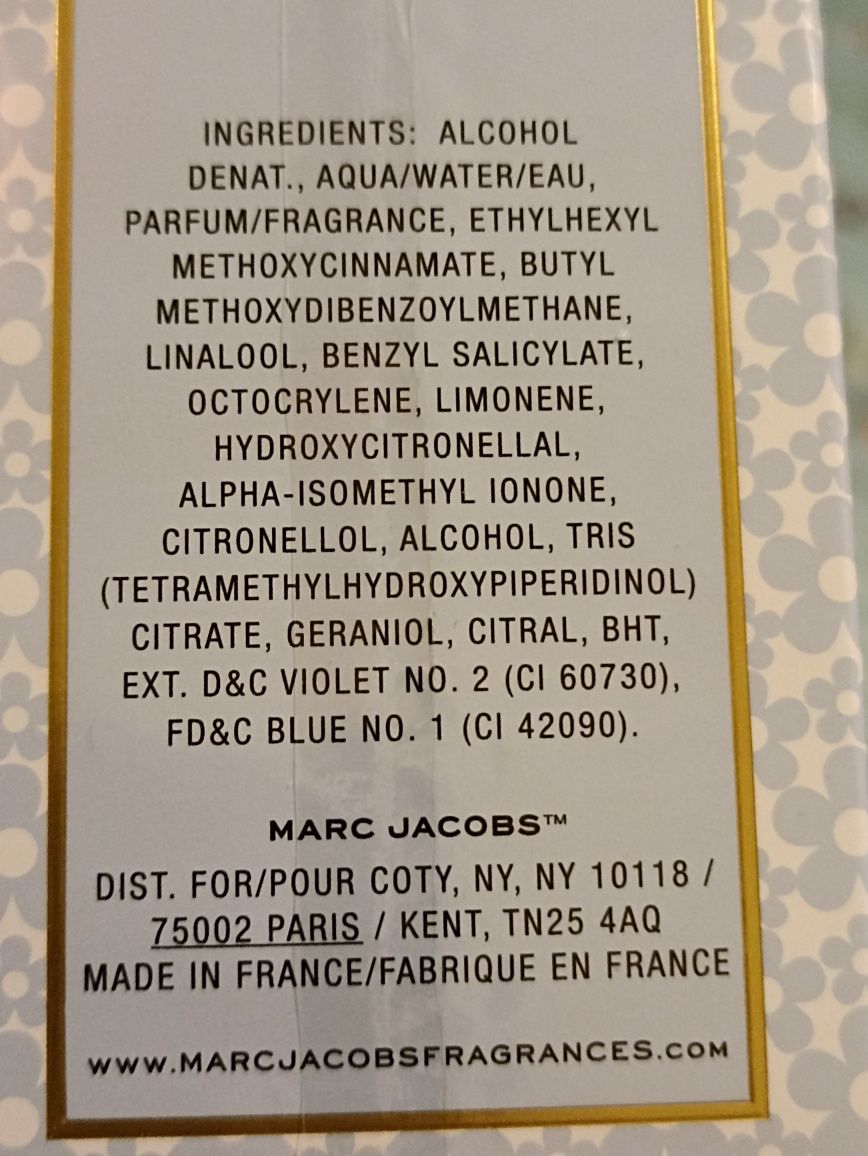 INGREDIENTS: ALCOHOL
DENAT., AQUA/WATER/EAU,
PARFUM/FRAGRANCE, ETHYLHEXYL
METHOXYCINNAMATE, BUTYL
METHOXYDIBENZOYLMETHANE,
LINALOOL, BENZYL SALICYLATE,
OCTOCRYLENE, LIMONENE,
HYDROXYCITRONELLAL,
ALPHA-ISOMETHYL IONONE,
CITRONELLOL, ALCOHOL, TRIS
(TETRAMETHYLHYDROXYPIPERIDINOL)
CITRATE, GERANIOL, CITRAL, BHT,
EXT. D&C VIOLET NO. 2 (CI 60730),
FD&C BLUE NO. 1 (CI 42090).
MARC JACOBS™
DIST. FOR/POUR COTY, NY, NY 10118 /
75002 PARIS / KENT, TN25 4AQ
MADE IN FRANCE/FABRIQUE EN FRANCE
WWW.MARCJACOBSFRAGRANCES.COM